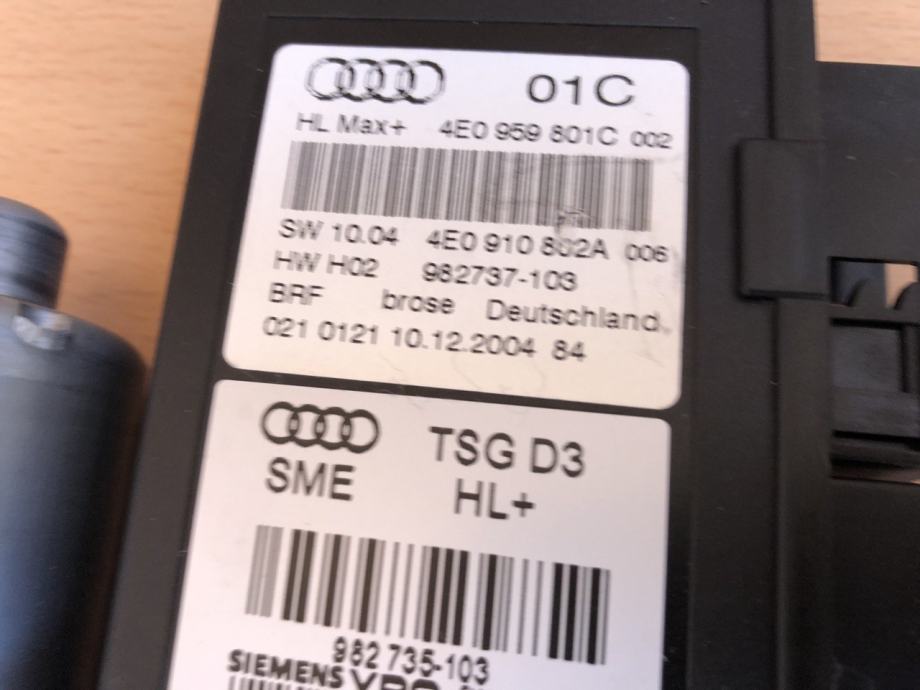 01C
HL Max+ 4E0 959 801C 002
SW 10.04 4E0 910 802A 006
HW H02 982737-103
BRF brose Deutschland
021 0121 10.12.2004 84
TSG D3
SME HL+
982 735-103
SIEMENS VDO